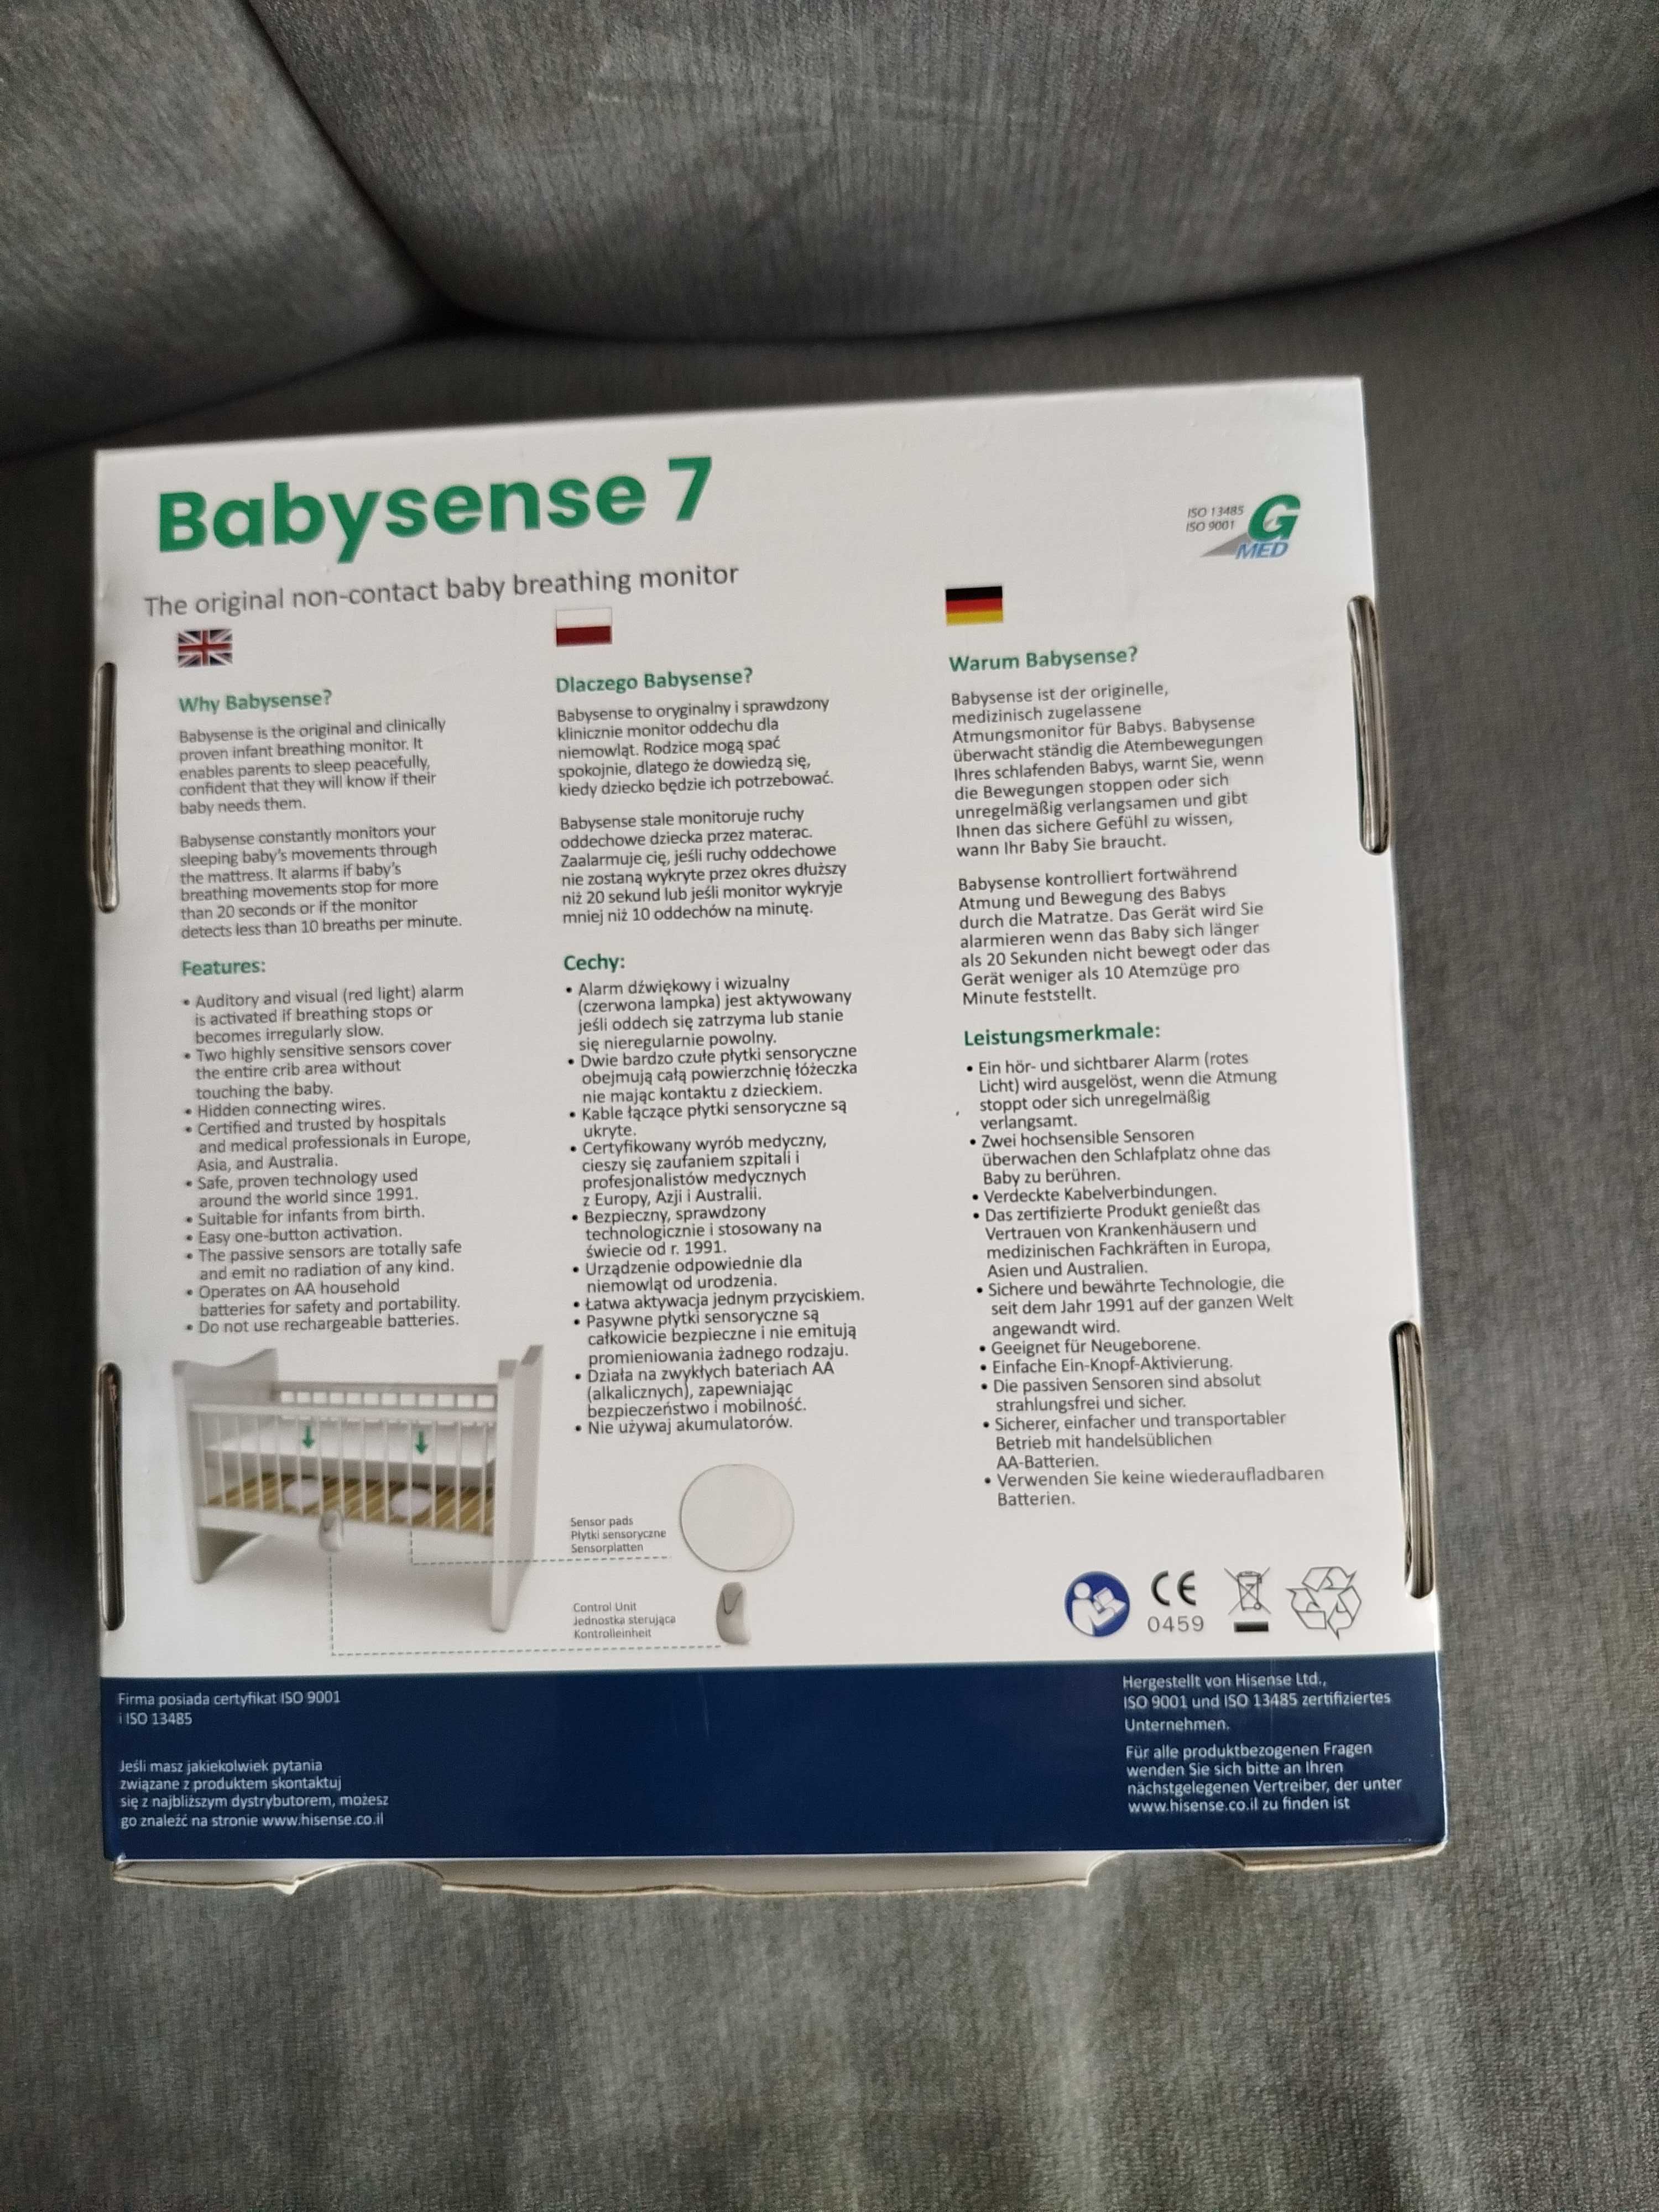 Babysense 7
The original non-contact baby breathing monitor
ISO 13485
ISO 9001
G
MED
Why Babysense?
Babysense is the original and clinically
proven infant breathing monitor. It
enables parents to sleep peacefully,
confident that they will know if their
baby needs them.
Babysense constantly monitors your
sleeping baby's movements through
the mattress. It alarms if baby's
breathing movements stop for more
than 20 seconds or if the monitor
detects less than 10 breaths per minute.
Features:
• Auditory and visual (red light) alarm
is activated if breathing stops or
becomes irregularly slow.
• Two highly sensitive sensors cover
the entire crib area without
touching the baby.
• Hidden connecting wires.
• Certified and trusted by hospitals
and medical professionals in Europe,
Asia, and Australia.
• Safe, proven technology used
around the world since 1991.
• Suitable for infants from birth.
• Easy one-button activation.
• The passive sensors are totally safe
and emit no radiation of any kind.
• Operates on AA household
batteries for safety and portability.
• Do not use rechargeable batteries.
Dlaczego Babysense?
Babysense to oryginalny i sprawdzony
klinicznie monitor oddechu dla
niemowląt. Rodzice mogą spać
spokojnie, dlatego że dowiedzą się,
kiedy dziecko będzie ich potrzebować.
Babysense stale monitoruje ruchy
oddechowe dziecka przez materac.
Zaalarmuje cię, jeśli ruchy oddechowe
nie zostaną wykryte przez okres dłuższy
niż 20 sekund lub jeśli monitor wykryje
mniej niż 10 oddechów na minutę.
Cechy:
• Alarm dźwiękowy i wizualny
(czerwona lampka) jest aktywowany
jeśli oddech się zatrzyma lub stanie
się nieregularnie powolny.
• Dwie bardzo czułe płytki sensoryczne
obejmują całą powierzchnię łóżeczka
nie mając kontaktu z dzieckiem.
• Kable łączące płytki sensoryczne są
ukryte.
• Certyfikowany wyrób medyczny,
cieszy się zaufaniem szpitali i
profesjonalistów medycznych
z Europy, Azji i Australii.
• Bezpieczny, sprawdzony
technologicznie i stosowany na
świecie od r. 1991.
• Urządzenie odpowiednie dla
niemowląt od urodzenia.
• Łatwa aktywacja jednym przyciskiem.
• Pasywne płytki sensoryczne są
całkowicie bezpieczne i nie emitują
promieniowania żadnego rodzaju.
• Działa na zwykłych bateriach AA
(alkalicznych), zapewniając
bezpieczeństwo i mobilność.
• Nie używaj akumulatorów.
Warum Babysense?
Babysense ist der originelle,
medizinisch zugelassene
Atmungsmonitor für Babys. Babysense
überwacht ständig die Atembewegungen
Ihres schlafenden Babys, warnt Sie, wenn
die Bewegungen stoppen oder sich
unregelmäßig verlangsamen und gibt
Ihnen das sichere Gefühl zu wissen,
wann Ihr Baby Sie braucht.
Babysense kontrolliert fortwährend
Atmung und Bewegung des Babys
durch die Matratze. Das Gerät wird Sie
alarmieren wenn das Baby sich länger
als 20 Sekunden nicht bewegt oder das
Gerät weniger als 10 Atemzüge pro
Minute feststellt.
Leistungsmerkmale:
• Ein hör- und sichtbarer Alarm (rotes
Licht) wird ausgelöst, wenn die Atmung
stoppt oder sich unregelmäßig
verlangsamt.
• Zwei hochsensible Sensoren
überwachen den Schlafplatz ohne das
Baby zu berühren.
• Verdeckte Kabelverbindungen.
• Das zertifizierte Produkt genießt das
Vertrauen von Krankenhäusern und
medizinischen Fachkräften in Europa,
Asien und Australien.
• Sichere und bewährte Technologie, die
seit dem Jahr 1991 auf der ganzen Welt
angewandt wird.
• Geeignet für Neugeborene.
• Einfache Ein-Knopf-Aktivierung.
• Die passiven Sensoren sind absolut
strahlungsfrei und sicher.
• Sicherer, einfacher und transportabler
Betrieb mit handelsüblichen
AA-Batterien.
• Verwenden Sie keine wiederaufladbaren
Batterien.
Sensor pads
Płytki sensoryczne
Sensorplatten
Control Unit
Jednostka sterująca
Kontrolleinheit
CE
0459
Firma posiada certyfikat ISO 9001
i ISO 13485
Jeśli masz jakiekolwiek pytania
związane z produktem skontaktuj
się z najbliższym dystrybutorem, możesz
go znaleźć na stronie www.hisense.co.il
Hergestellt von Hisense Ltd.,
ISO 9001 und ISO 13485 zertifiziertes
Unternehmen.
Für alle produktbezogenen Fragen
wenden Sie sich bitte an Ihren
nächstgelegenen Vertreiber, der unter
www.hisense.co.il zu finden ist